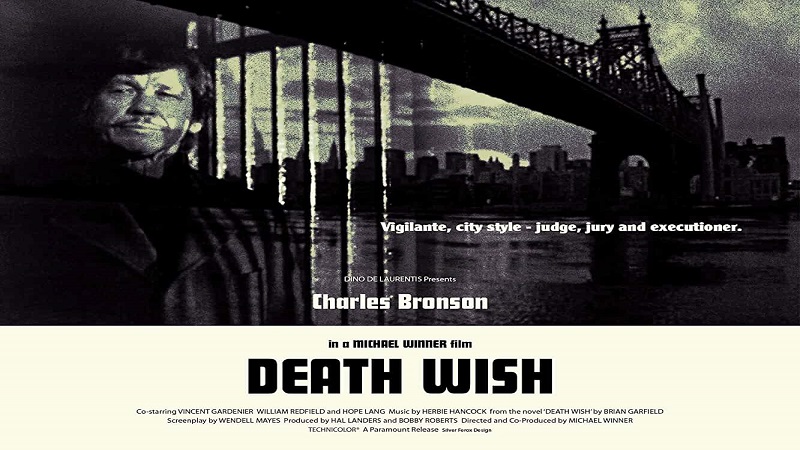 Vigilante, city style - judge, jury and executioner.
DINO DE LAURENTIS Presents
Charles Bronson
in a MICHAEL WINNER film
DEATH WISH
Co-starring VINCENT GARDENIER WILLIAM REDFIELD and HOPE LANG Music by HERBIE HANCOCK from the novel 'DEATH WISH' by BRIAN GARFIELD
Screenplay by WENDELL MAYES Produced by HAL LANDERS and BOBBY ROBERTS Directed and Co-Produced by MICHAEL WINNER
TECHNICOLOR® A Paramount Release Silver Ferox Design